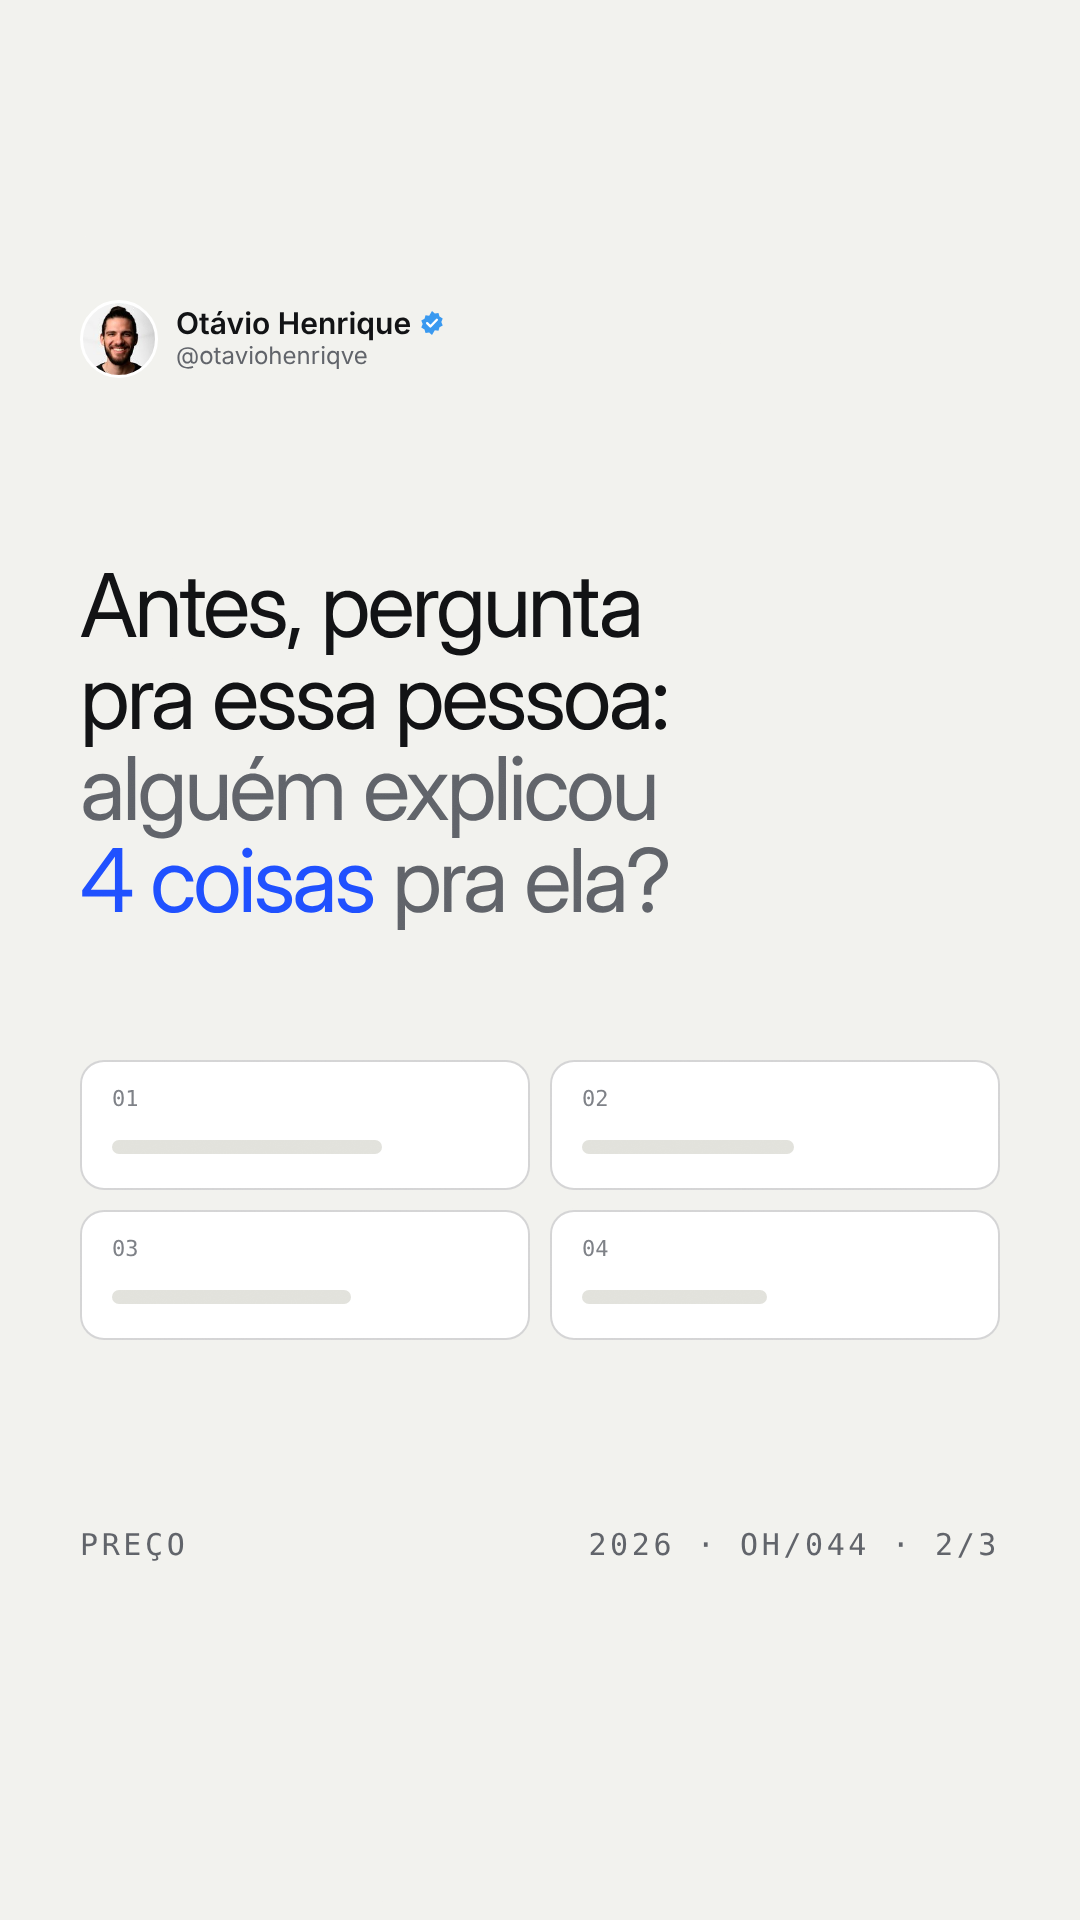 Otávio Henrique
@otaviohenriqve
Antes, pergunta
pra essa pessoa:
alguém explicou
4 coisas pra ela?
01
02
03
04
PREÇO
2026 · OH/044 · 2/3